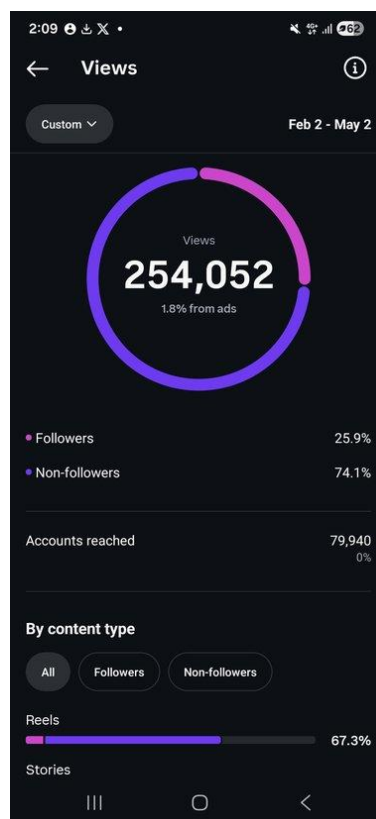 2:09
4G+ 62
Views
Custom
Feb 2 - May 2
Views
254,052
1.8% from ads
Followers 25.9%
Non-followers 74.1%
Accounts reached 79,940
0%
By content type
All Followers Non-followers
Reels
67.3%
Stories